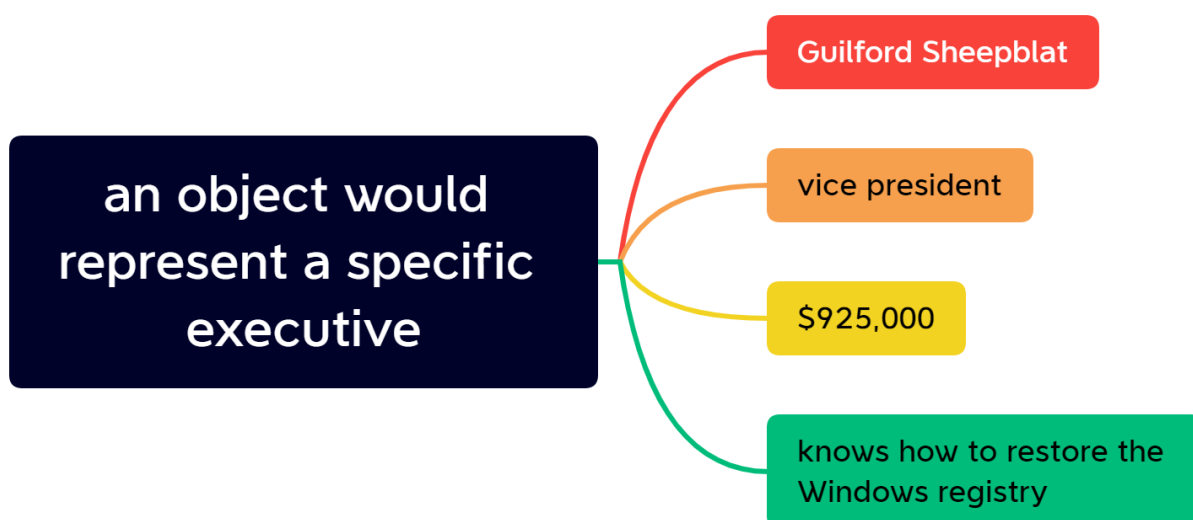 an object would
represent a specific
executive
Guilford Sheepblat
vice president
$925,000
knows how to restore the
Windows registry